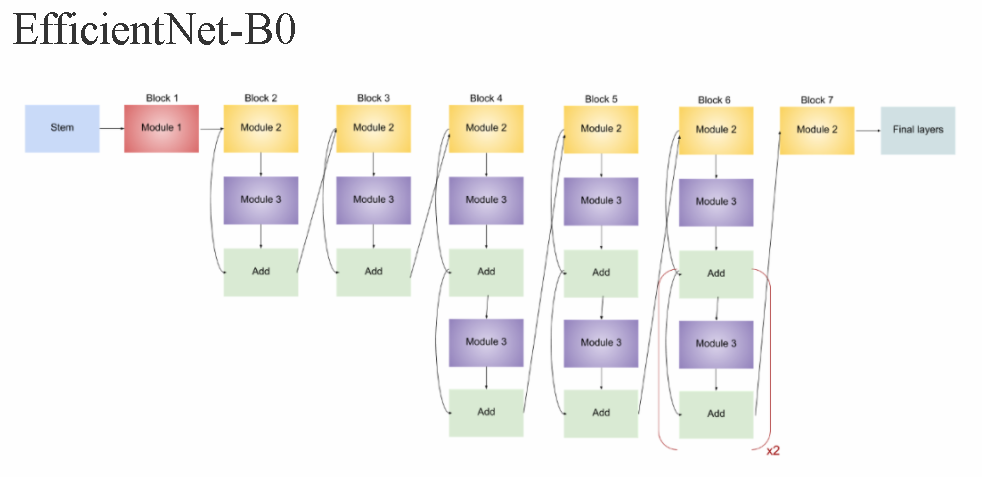 EfficientNet-B0
Block 1
Block 2
Block 3
Block 4
Block 5
Block 6
Block 7
Stem
Module 1
Module 2
Module 2
Module 2
Module 2
Module 2
Module 2
Final layers
Module 3
Module 3
Module 3
Module 3
Module 3
Add
Add
Add
Add
Add
Module 3
Module 3
Module 3
Add
Add
Add
x2